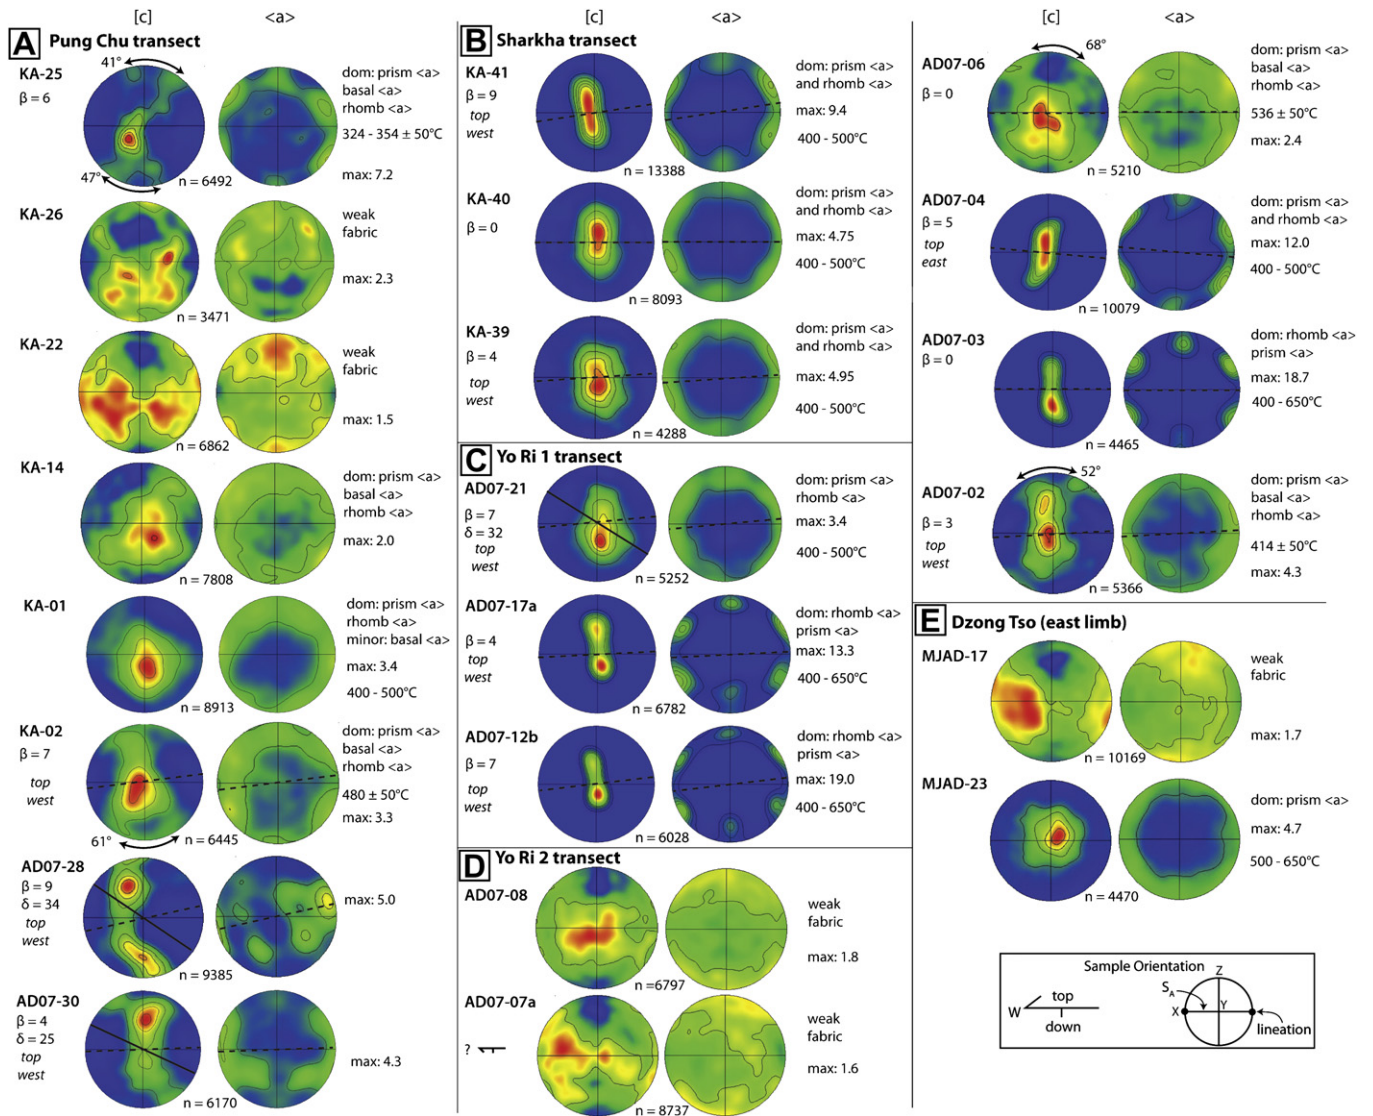 [c] <a>
A Pung Chu transect
KA-25
β = 6
41°
47°
n = 6492
dom: prism <a>
basal <a>
rhomb <a>
324 - 354 ± 50°C
max: 7.2
KA-26
n = 3471
weak
fabric
max: 2.3
KA-22
n = 6862
weak
fabric
max: 1.5
KA-14
n = 7808
dom: prism <a>
basal <a>
rhomb <a>
max: 2.0
KA-01
n = 8913
dom: prism <a>
rhomb <a>
minor: basal <a>
max: 3.4
400 - 500°C
KA-02
β = 7
top
west
61°
n = 6445
dom: prism <a>
basal <a>
rhomb <a>
480 ± 50°C
max: 3.3
AD07-28
β = 9
δ = 34
top
west
n = 9385
max: 5.0
AD07-30
β = 4
δ = 25
top
west
n = 6170
max: 4.3
[c] <a>
B Sharkha transect
KA-41
β = 9
top
west
n = 13388
dom: prism <a>
and rhomb <a>
max: 9.4
400 - 500°C
KA-40
β = 0
n = 8093
dom: prism <a>
and rhomb <a>
max: 4.75
400 - 500°C
KA-39
β = 4
top
west
n = 4288
dom: prism <a>
and rhomb <a>
max: 4.95
400 - 500°C
C Yo Ri 1 transect
AD07-21
β = 7
δ = 32
top
west
n = 5252
dom: prism <a>
rhomb <a>
max: 3.4
400 - 500°C
AD07-17a
β = 4
top
west
n = 6782
dom: rhomb <a>
prism <a>
max: 13.3
400 - 650°C
AD07-12b
β = 7
top
west
n = 6028
dom: rhomb <a>
prism <a>
max: 19.0
400 - 650°C
D Yo Ri 2 transect
AD07-08
n =6797
weak
fabric
max: 1.8
AD07-07a
?
n = 8737
weak
fabric
max: 1.6
[c] <a>
AD07-06
β = 0
68°
n = 5210
dom: prism <a>
basal <a>
rhomb <a>
536 ± 50°C
max: 2.4
AD07-04
β = 5
top
east
n = 10079
dom: prism <a>
and rhomb <a>
max: 12.0
400 - 500°C
AD07-03
β = 0
n = 4465
dom: rhomb <a>
prism <a>
max: 18.7
400 - 650°C
AD07-02
β = 3
top
west
52°
n = 5366
dom: prism <a>
basal <a>
rhomb <a>
414 ± 50°C
max: 4.3
E Dzong Tso (east limb)
MJAD-17
n = 10169
weak
fabric
max: 1.7
MJAD-23
n = 4470
dom: prism <a>
max: 4.7
500 - 650°C
Sample Orientation
W top
down
Z
SA
X Y
lineation